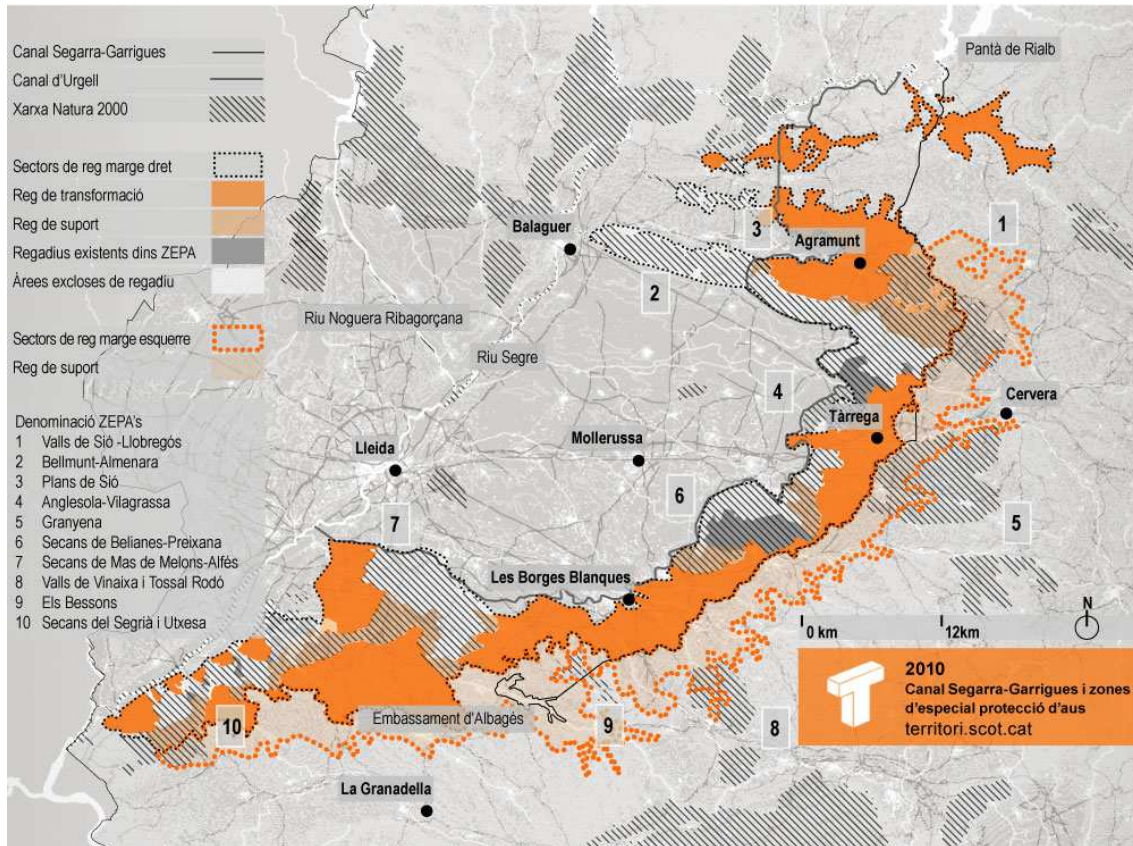 Canal Segarra-Garrigues
Canal d'Urgell
Xarxa Natura 2000
Sectors de reg marge dret
Reg de transformació
Reg de suport
Regadius existents dins ZEPA
Àrees excloses de regadiu
Sectors de reg marge esquerre
Reg de suport
Denominació ZEPA's
1 Valls de Sió -Llobregós
2 Bellmunt-Almenara
3 Plans de Sió
4 Anglesola-Vilagrassa
5 Granyena
6 Secans de Belianes-Preixana
7 Secans de Mas de Melons-Alfés
8 Valls de Vinaixa i Tossal Rodó
9 Els Bessons
10 Secans del Segrià i Utxesa
Pantà de Rialb
Balaguer
3
Agramunt
1
2
Riu Noguera Ribagorçana
Riu Segre
4
Cervera
Tàrrega
Mollerussa
Lleida
6
7
5
Les Borges Blanques
0 km
12km
N
10
Embassament d'Albagés
9
8
La Granadella
T
2010
Canal Segarra-Garrigues i zones
d'especial protecció d'aus
territori.scot.cat